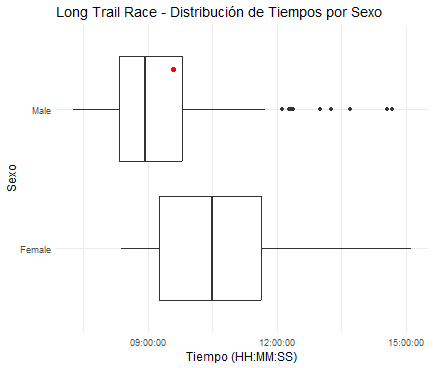 Long Trail Race - Distribución de Tiempos por Sexo
Sexo
Male
Female
09:00:00 12:00:00 15:00:00
Tiempo (HH:MM:SS)